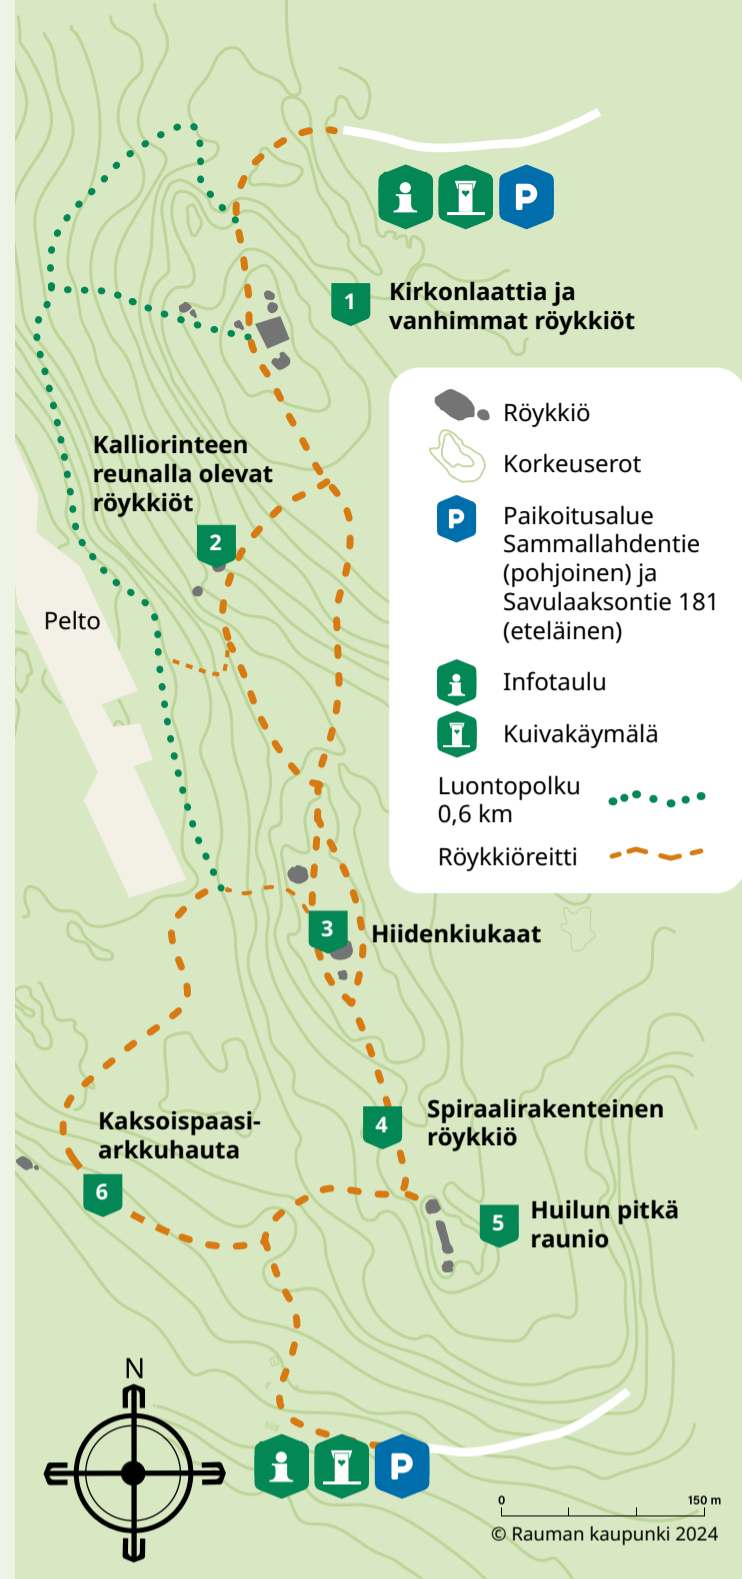 P
1
Kirkonlaattia ja
vanhimmat röykkiöt
Röykkiö
Korkeuserot
P
Paikoitusalue
Sammallahdentie
(pohjoinen) ja
Savulaaksontie 181
(eteläinen)
Infotaulu
Kuivakäymälä
Luontopolku
0,6 km
Röykkiöreitti
Kalliorinteen
reunalla olevat
röykkiöt
2
Pelto
3
Hiidenkiukaat
4
Spiraalirakenteinen
röykkiö
Kaksoispaasi-
arkkuhauta
6
5
Huilun pitkä
raunio
N
P
0
150 m
© Rauman kaupunki 2024